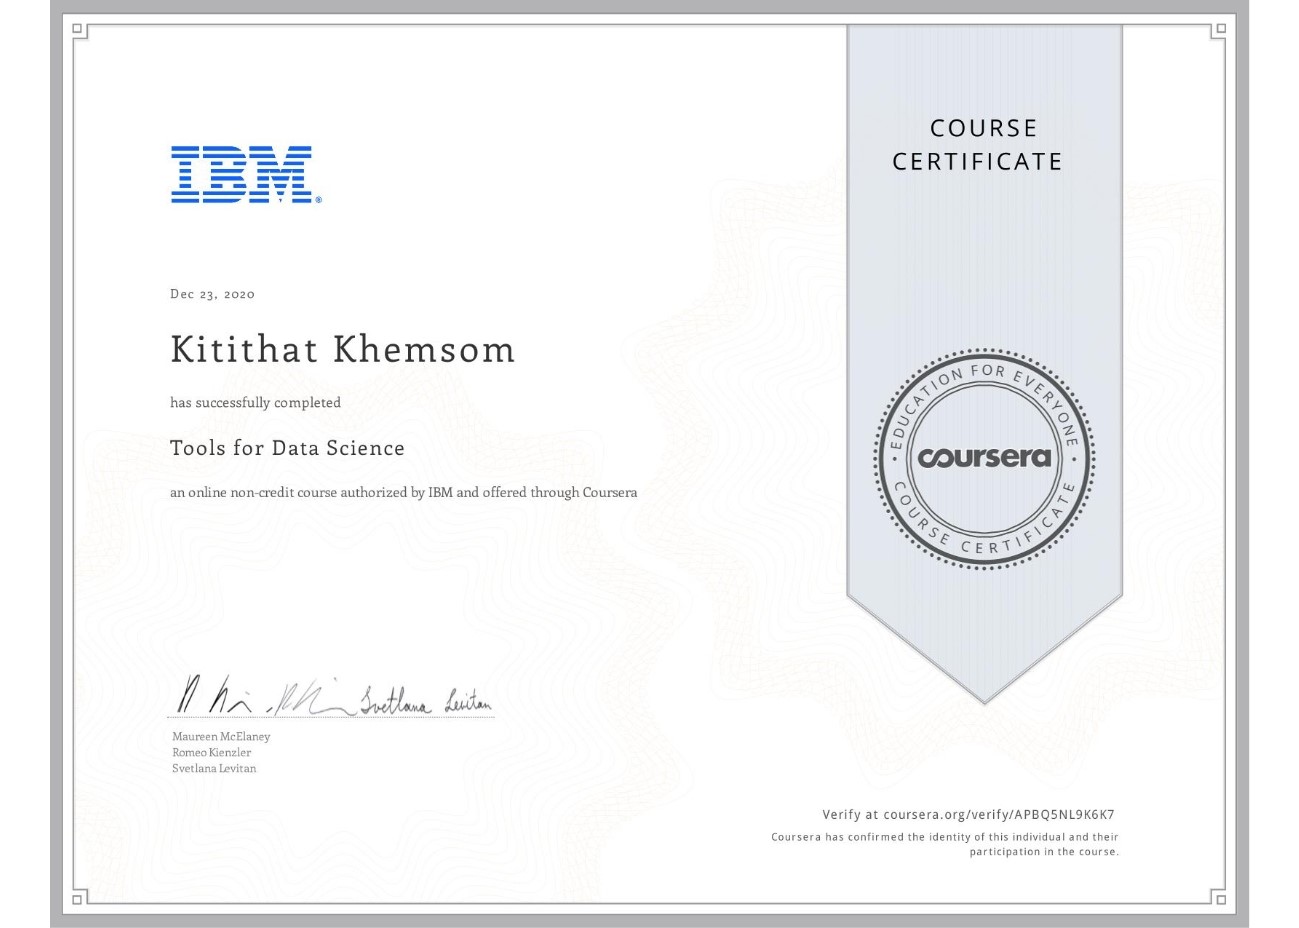 IBM®
COURSE
CERTIFICATE
Dec 23, 2020
Kitithat Khemsom
has successfully completed
Tools for Data Science
an online non-credit course authorized by IBM and offered through Coursera
EDUCATION FOR EVERYONE
coursera
COURSE CERTIFICATE
Svetlana Levitan
Maureen McElaney
Romeo Kienzler
Svetlana Levitan
Verify at coursera.org/verify/APBQ5NL9K6K7
Coursera has confirmed the identity of this individual and their
participation in the course.